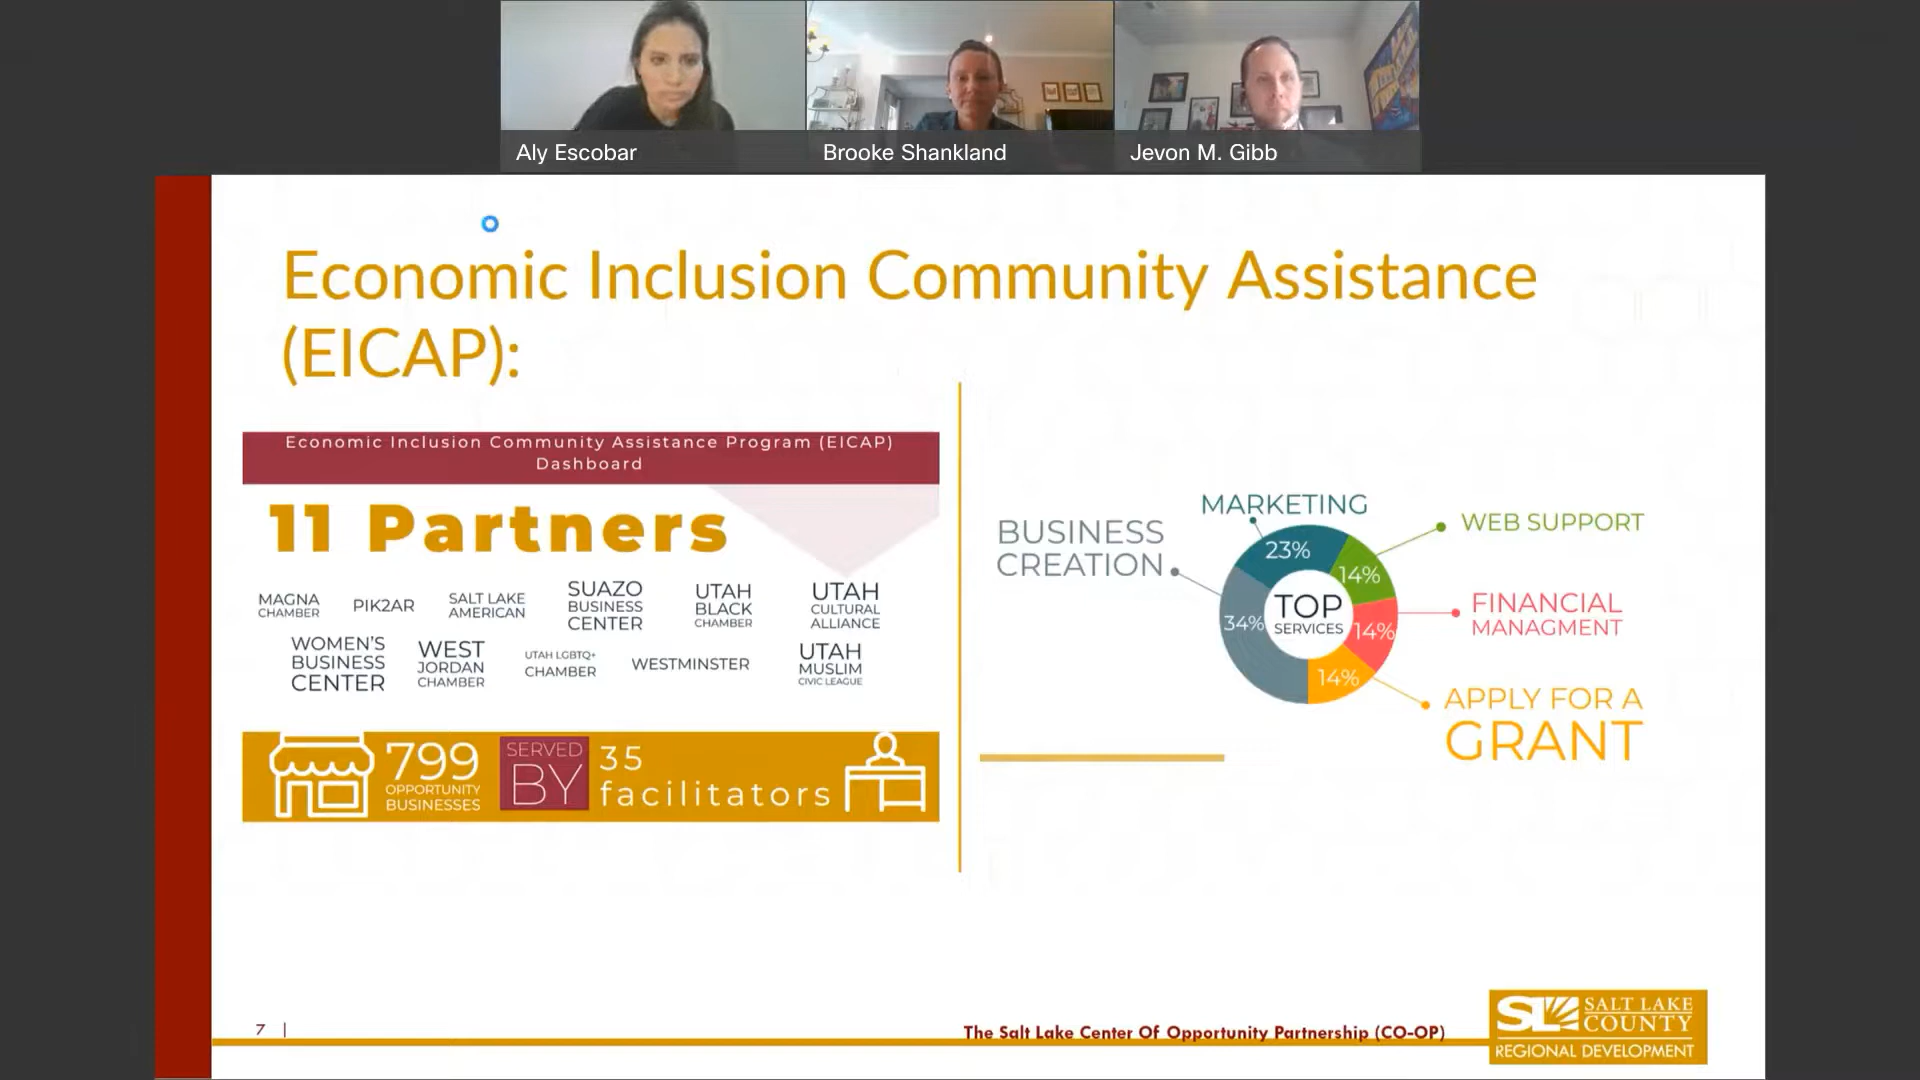 Aly Escobar
Brooke Shankland
Jevon M. Gibb
Economic Inclusion Community Assistance
(EICAP):
Economic Inclusion Community Assistance Program (EICAP)
Dashboard
11 Partners
MAGNA
CHAMBER
PIK2AR
SALT LAKE
AMERICAN
SUAZO
BUSINESS
CENTER
UTAH
BLACK
CHAMBER
UTAH
CULTURAL
ALLIANCE
WOMEN'S
BUSINESS
CENTER
WEST
JORDAN
CHAMBER
UTAH LGBTQ+
CHAMBER
WESTMINSTER
UTAH
MUSLIM
CIVIC LEAGUE
799
OPPORTUNITY
BUSINESSES
SERVED
BY
35
facilitators
BUSINESS
CREATION
MARKETING
WEB SUPPORT
FINANCIAL
MANAGMENT
APPLY FOR A
GRANT
23%
14%
14%
14%
34%
TOP
SERVICES
7 |
The Salt Lake Center Of Opportunity Partnership (CO-OP)
SL
SALT LAKE
COUNTY
REGIONAL DEVELOPMENT